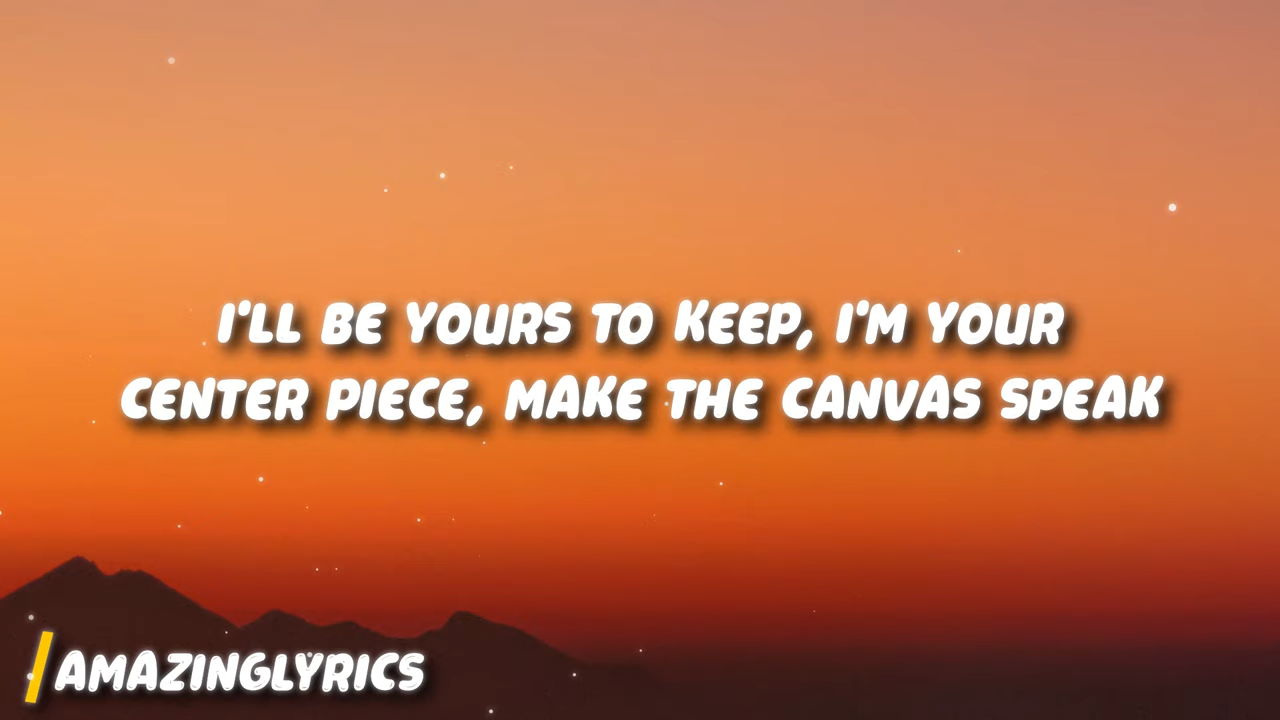 I'LL BE YOURS TO KEEP, I'M YOUR
CENTER PIECE, MAKE THE CANVAS SPEAK
AMAZINGLYRICS